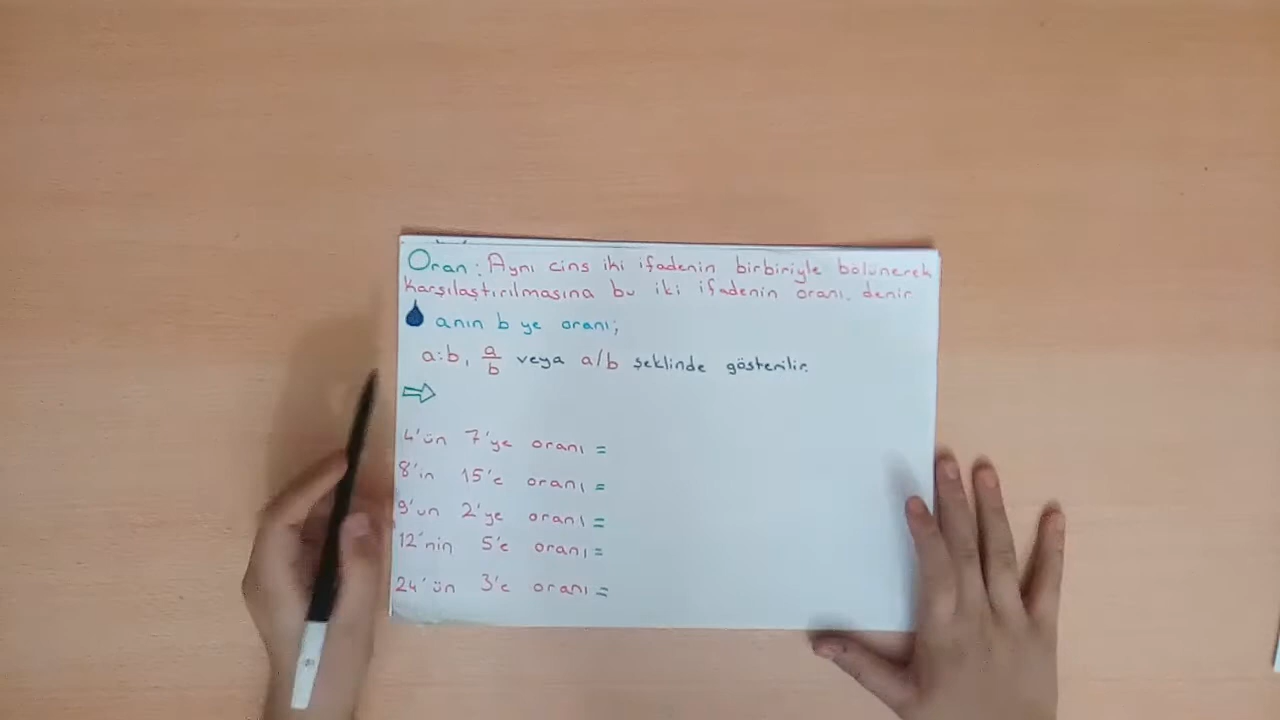 Oran: Aynı cins iki ifadenin birbiriyle bölünerek
karşılaştırılmasına bu iki ifadenin oranı denir
anın b ye oranı;
a:b, a/b veya a/b şeklinde gösterilir.
4'ün 7'ye oranı =
8'in 15'e oranı =
9'un 2'ye oranı =
12'nin 5'e oranı =
24'ün 3'e oranı =